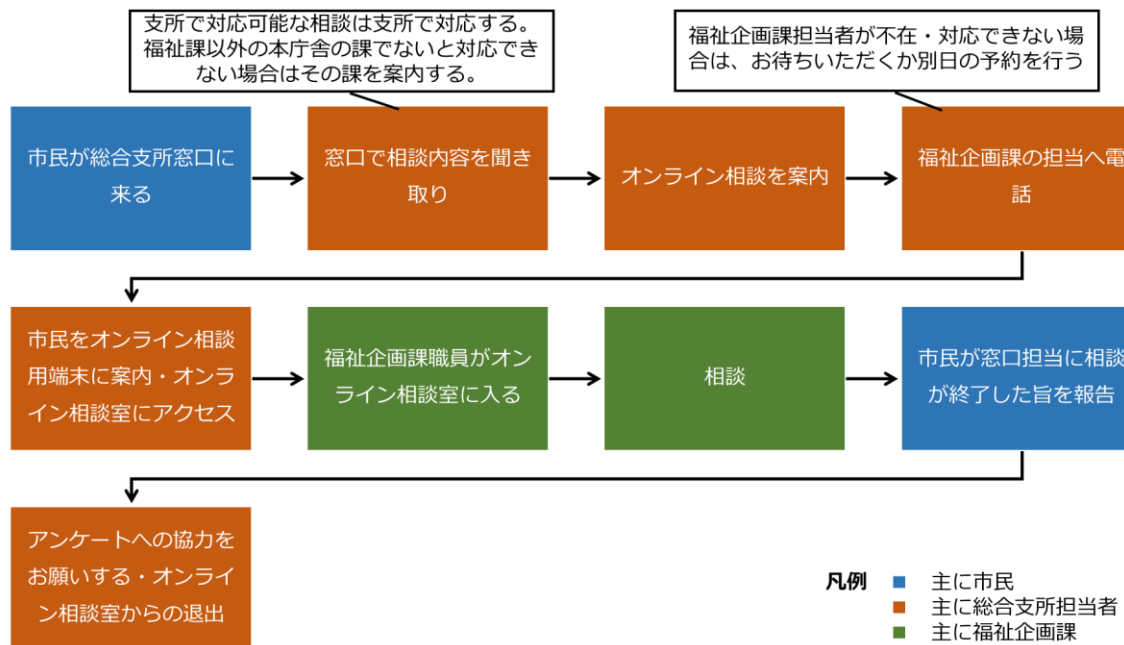 支所で対応可能な相談は支所で対応する。
福祉課以外の本庁舎の課でないと対応でき
ない場合はその課を案内する。
福祉企画課担当者が不在・対応できない場
合は、お待ちいただくか別日の予約を行う
市民が総合支所窓口に
来る
窓口で相談内容を聞き
取り
オンライン相談を案内
福祉企画課の担当へ電
話
市民をオンライン相談
用端末に案内・オンラ
イン相談室にアクセス
福祉企画課職員がオン
ライン相談室に入る
相談
市民が窓口担当に相談
が終了した旨を報告
アンケートへの協力を
お願いする・オンライ
ン相談室からの退出
凡例
主に市民
主に総合支所担当者
主に福祉企画課